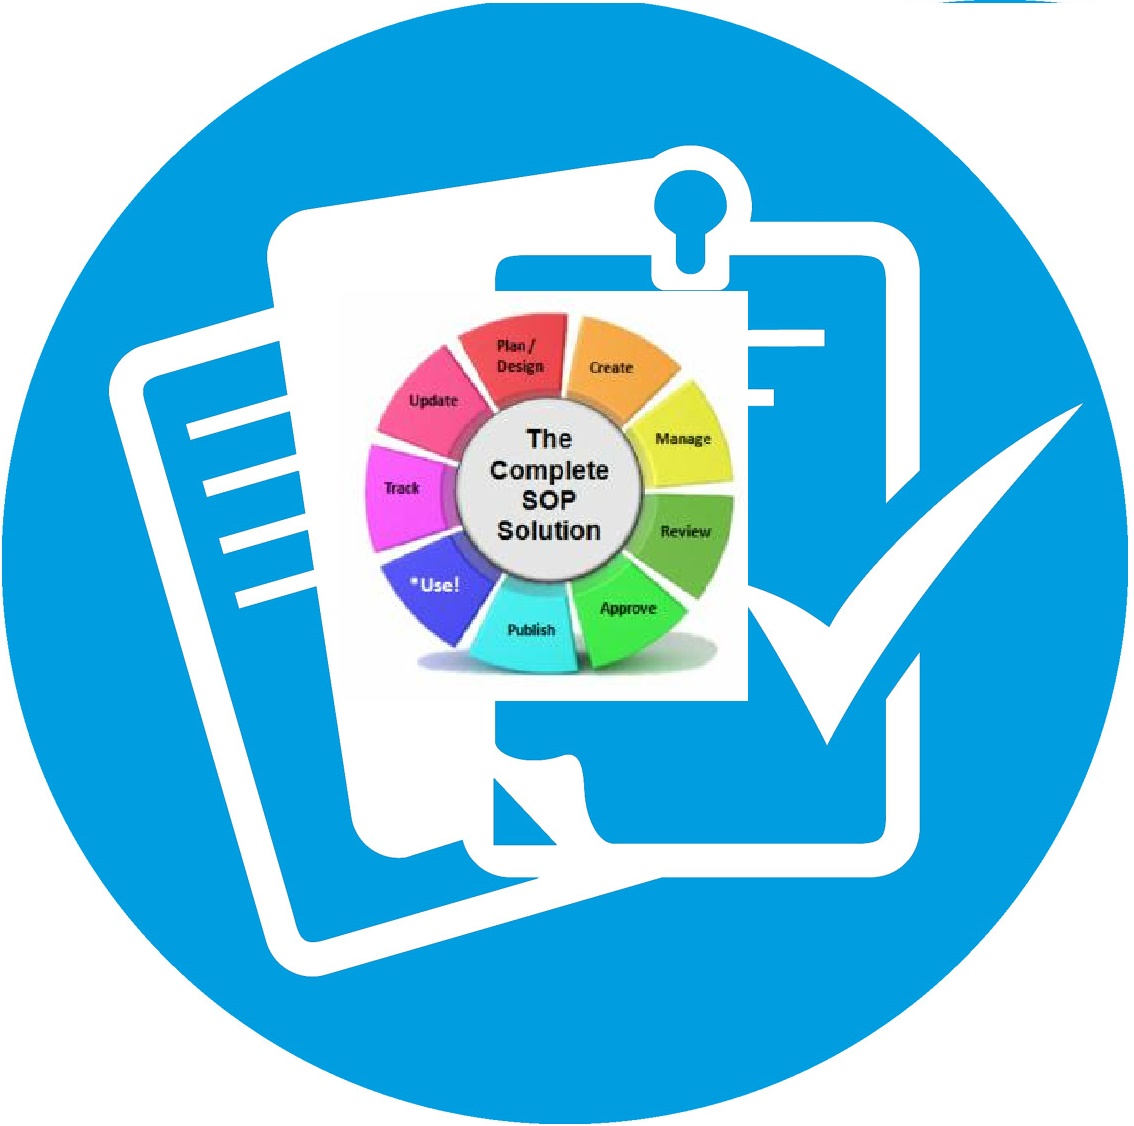 The
Complete
SOP
Solution
Plan /
Design
Create
Manage
Review
Approve
Publish
*Use!
Track
Update